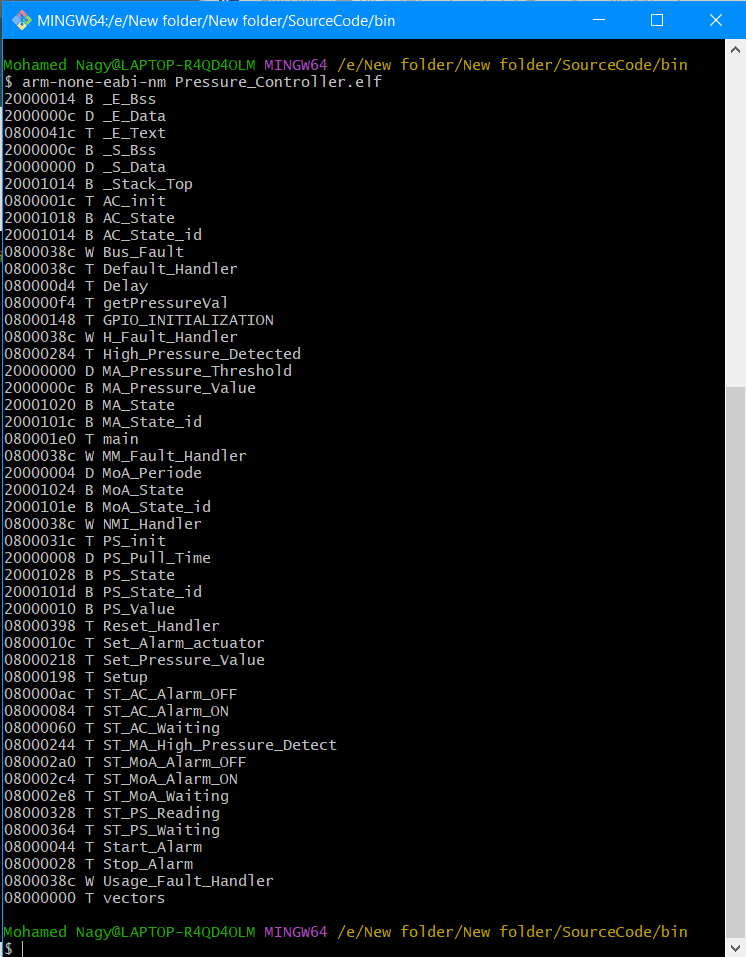 MINGW64:/e/New folder/New folder/SourceCode/bin
Mohamed Nagy@LAPTOP-R4QD4OLM MINGW64 /e/New folder/New folder/SourceCode/bin
$ arm-none-eabi-nm Pressure_Controller.elf
20000014 B _E_Bss
2000000c D _E_Data
0800041c T _E_Text
2000000c B _S_Bss
20000000 D _S_Data
20001014 B _Stack_Top
0800001c T AC_init
20001018 B AC_State
20001014 B AC_State_id
0800038c W Bus_Fault
0800038c T Default_Handler
080000d4 T Delay
080000f4 T getPressureVal
08000148 T GPIO_INITIALIZATION
0800038c W H_Fault_Handler
08000284 T High_Pressure_Detected
20000000 D MA_Pressure_Threshold
2000000c B MA_Pressure_Value
20001020 B MA_State
2000101c B MA_State_id
080001e0 T main
0800038c W MM_Fault_Handler
20000004 D MoA_Periode
20001024 B MoA_State
2000101e B MoA_State_id
0800038c W NMI_Handler
0800031c T PS_init
20000008 D PS_Pull_Time
20001028 B PS_State
2000101d B PS_State_id
20000010 B PS_Value
08000398 T Reset_Handler
0800010c T Set_Alarm_actuator
08000218 T Set_Pressure_Value
08000198 T Setup
080000ac T ST_AC_Alarm_OFF
08000084 T ST_AC_Alarm_ON
08000060 T ST_AC_Waiting
08000244 T ST_MA_High_Pressure_Detect
080002a0 T ST_MoA_Alarm_OFF
080002c4 T ST_MoA_Alarm_ON
080002e8 T ST_MoA_Waiting
08000328 T ST_PS_Reading
08000364 T ST_PS_Waiting
08000044 T Start_Alarm
08000028 T Stop_Alarm
0800038c W Usage_Fault_Handler
08000000 T vectors
Mohamed Nagy@LAPTOP-R4QD4OLM MINGW64 /e/New folder/New folder/SourceCode/bin
$